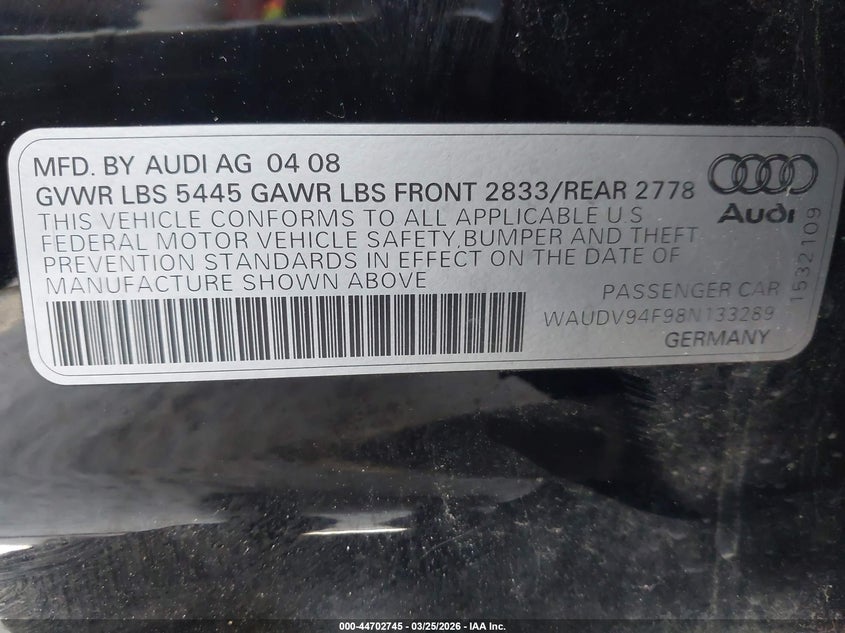 MFD. BY AUDI AG 04 08
GVWR LBS 5445 GAWR LBS FRONT 2833/REAR 2778
THIS VEHICLE CONFORMS TO ALL APPLICABLE U.S
FEDERAL MOTOR VEHICLE SAFETY,BUMPER AND THEFT
PREVENTION STANDARDS IN EFFECT ON THE DATE OF
MANUFACTURE SHOWN ABOVE
Audi
1532109
PASSENGER CAR
WAUDV94F98N133289
GERMANY
000-44702745 — 03/25/2026 — IAA Inc.